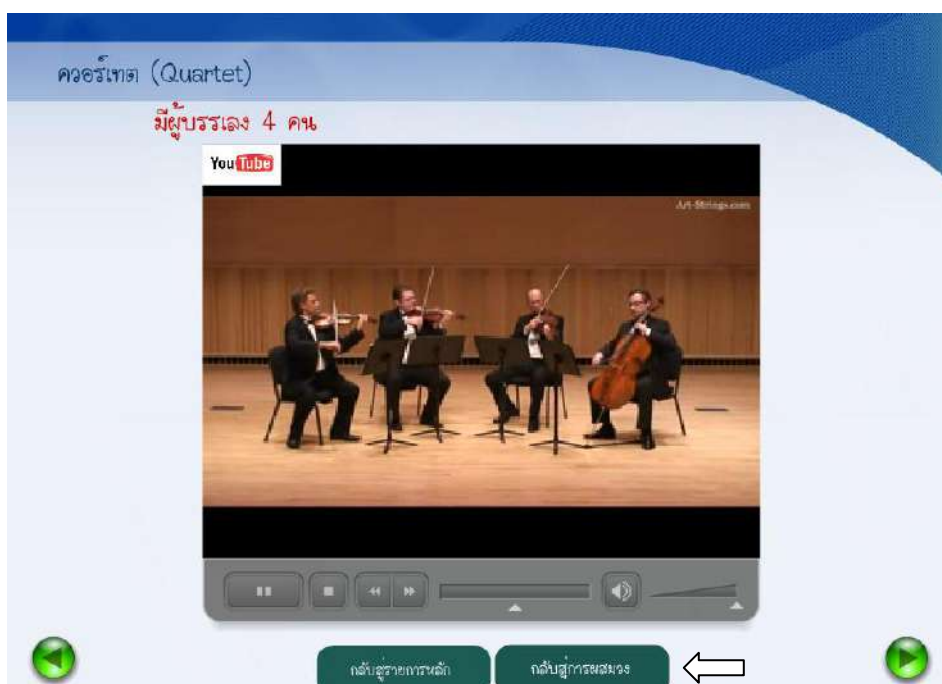 ควอร์เทต (Quartet)
มีผู้บรรเลง 4 คน
YouTube
Art-Strings.com
กลับสู่รายการหลัก
กลับสู่การผสมวง